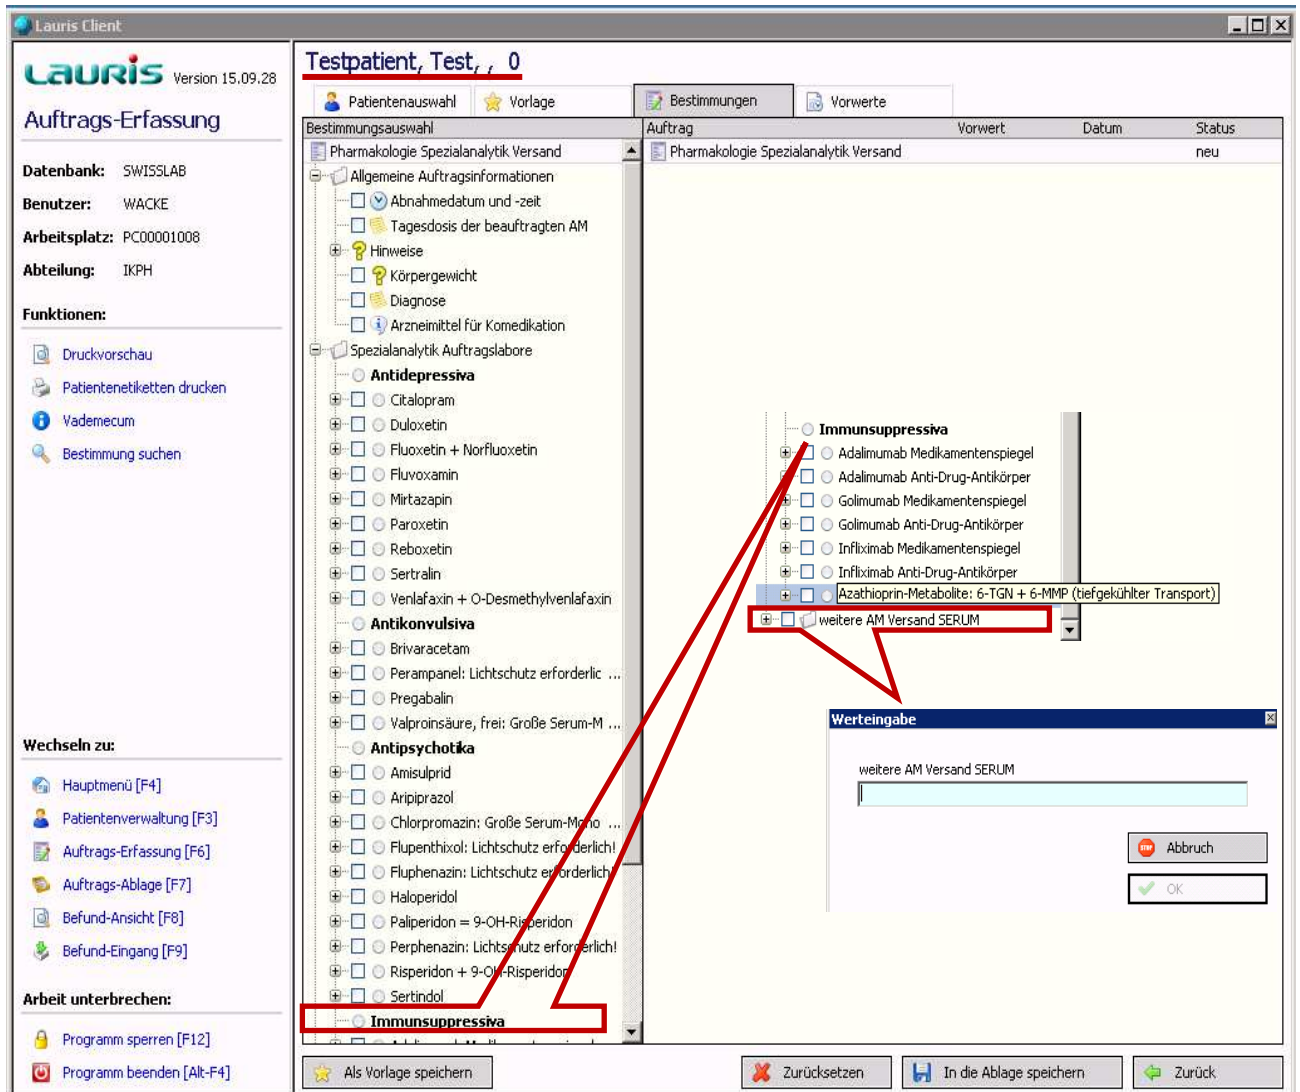 Lauris Client
Lauris Version 15.09.28
Auftrags-Erfassung
Datenbank: SWISSLAB
Benutzer: WACKE
Arbeitsplatz: PC00001008
Abteilung: IKPH
Funktionen:
Druckvorschau
Patientenetiketten drucken
Vademecum
Bestimmung suchen
Wechseln zu:
Hauptmenü [F4]
Patientenverwaltung [F3]
Auftrags-Erfassung [F6]
Auftrags-Ablage [F7]
Befund-Ansicht [F8]
Befund-Eingang [F9]
Arbeit unterbrechen:
Programm sperren [F12]
Programm beenden [Alt-F4]
Testpatient, Test, , 0
Patientenauswahl Vorlage Bestimmungen Vorwerte
Bestimmungsauswahl
Pharmakologie Spezialanalytik Versand
Allgemeine Auftragsinformationen
Abnahmedatum und -zeit
Tagesdosis der beauftragten AM
Hinweise
Körpergewicht
Diagnose
Arzneimittel für Komedikation
Spezialanalytik Auftragslabore
Antidepressiva
Citalopram
Duloxetin
Fluoxetin + Norfluoxetin
Fluvoxamin
Mirtazapin
Paroxetin
Reboxetin
Sertralin
Venlafaxin + O-Desmethylvenlafaxin
Antikonvulsiva
Brivaracetam
Perampanel: Lichtschutz erforderlic ...
Pregabalin
Valproinsäure, frei: Große Serum-M ...
Antipsychotika
Amisulprid
Aripiprazol
Chlorpromazin: Große Serum-Mono ...
Flupenthixol: Lichtschutz erforderlich!
Fluphenazin: Lichtschutz erforderlich!
Haloperidol
Paliperidon = 9-OH-Risperidon
Perphenazin: Lichtschutz erforderlich!
Risperidon + 9-OH-Risperidon
Sertindol
Immunsuppressiva
Auftrag Vorwert Datum Status
Pharmakologie Spezialanalytik Versand neu
Immunsuppressiva
Adalimumab Medikamentenspiegel
Adalimumab Anti-Drug-Antikörper
Golimumab Medikamentenspiegel
Golimumab Anti-Drug-Antikörper
Infliximab Medikamentenspiegel
Infliximab Anti-Drug-Antikörper
Azathioprin-Metabolite: 6-TGN + 6-MMP (tiefgekühlter Transport)
weitere AM Versand SERUM
Werteingabe
weitere AM Versand SERUM
Abbruch
OK
Als Vorlage speichern Zurücksetzen In die Ablage speichern Zurück